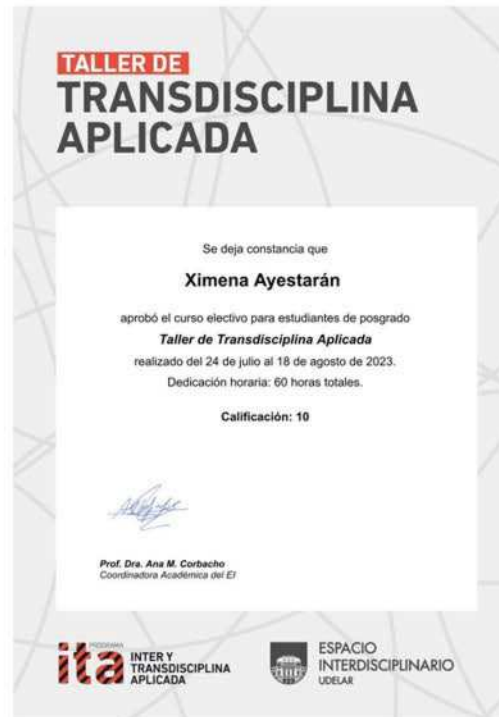 TALLER DE
TRANSDISCIPLINA
APLICADA
Se deja constancia que
Ximena Ayestarán
aprobó el curso electivo para estudiantes de posgrado
Taller de Transdisciplina Aplicada
realizado del 24 de julio al 18 de agosto de 2023.
Dedicación horaria: 60 horas totales.
Calificación: 10
Prof. Dra. Ana M. Corbacho
Coordinadora Académica del EI
PROGRAMA
ita
INTER Y
TRANSDISCIPLINA
APLICADA
ESPACIO
INTERDISCIPLINARIO
UDELAR